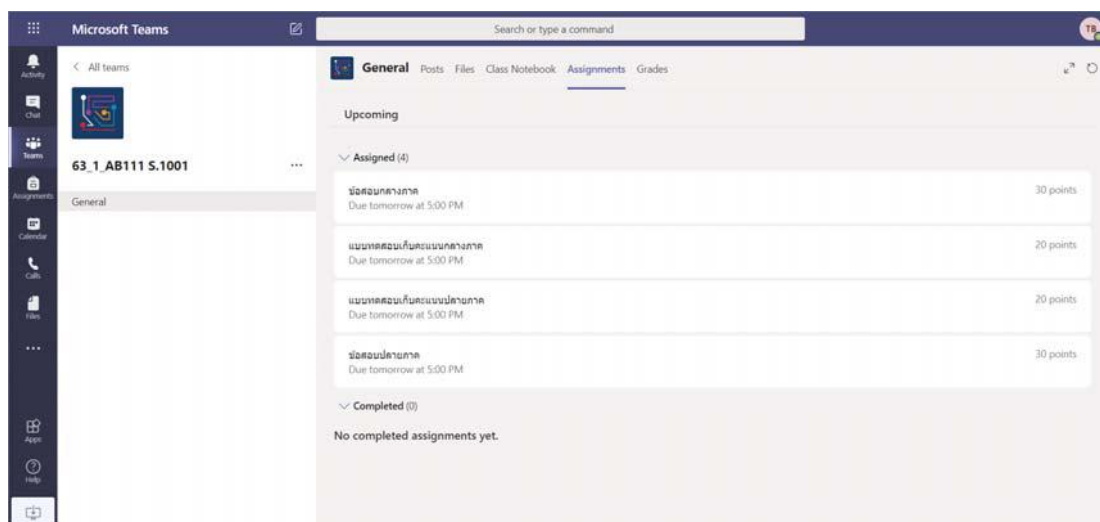 Microsoft Teams
Search or type a command
TB
Activity
Chat
Teams
Assignments
Calendar
Calls
Files
Apps
Help
All teams
63_1_AB111 S.1001
General
General Posts Files Class Notebook Assignments Grades
Upcoming
Assigned (4)
ข้อสอบกลางภาค 30 points
Due tomorrow at 5:00 PM
แบบทดสอบเก็บคะแนนกลางภาค 20 points
Due tomorrow at 5:00 PM
แบบทดสอบเก็บคะแนนปลายภาค 20 points
Due tomorrow at 5:00 PM
ข้อสอบปลายภาค 30 points
Due tomorrow at 5:00 PM
Completed (0)
No completed assignments yet.